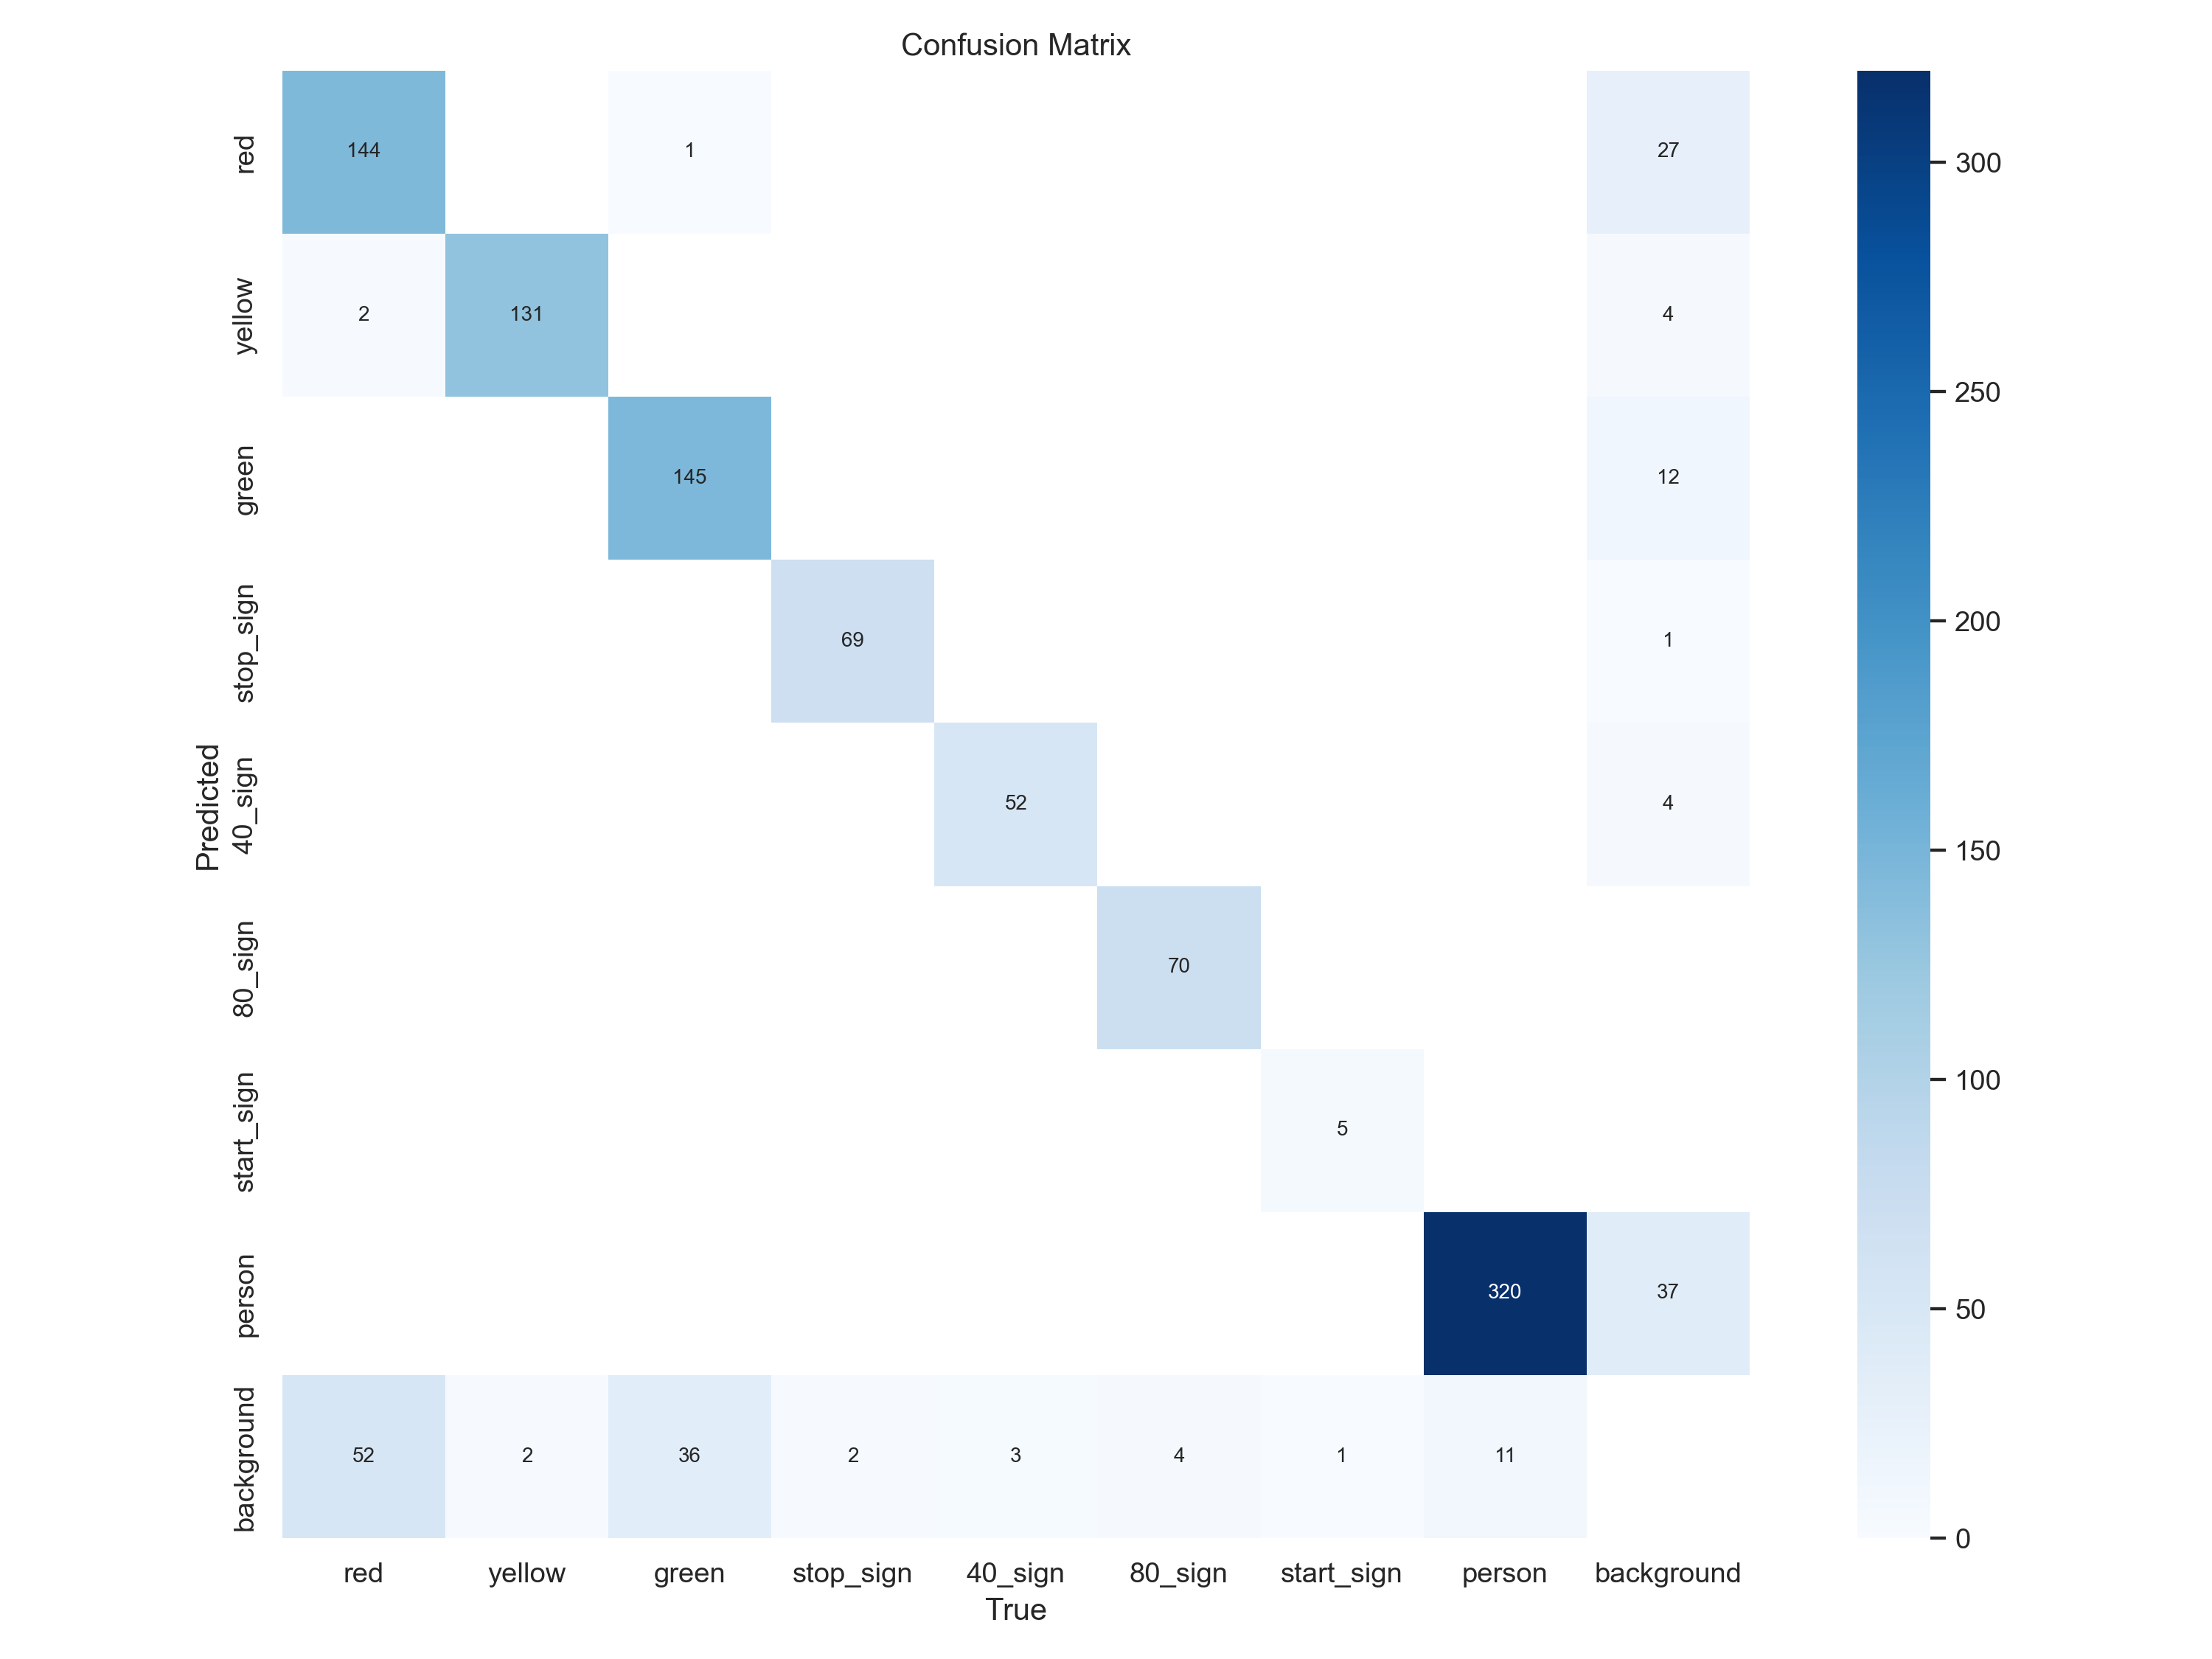 Confusion Matrix
red
144
1
27
yellow
2
131
4
green
145
12
stop_sign
69
1
Predicted
40_sign
52
4
80_sign
70
start_sign
5
person
320
37
background
52
2
36
2
3
4
1
11
red yellow green stop_sign 40_sign 80_sign start_sign person background
True
300
250
200
150
100
50
0